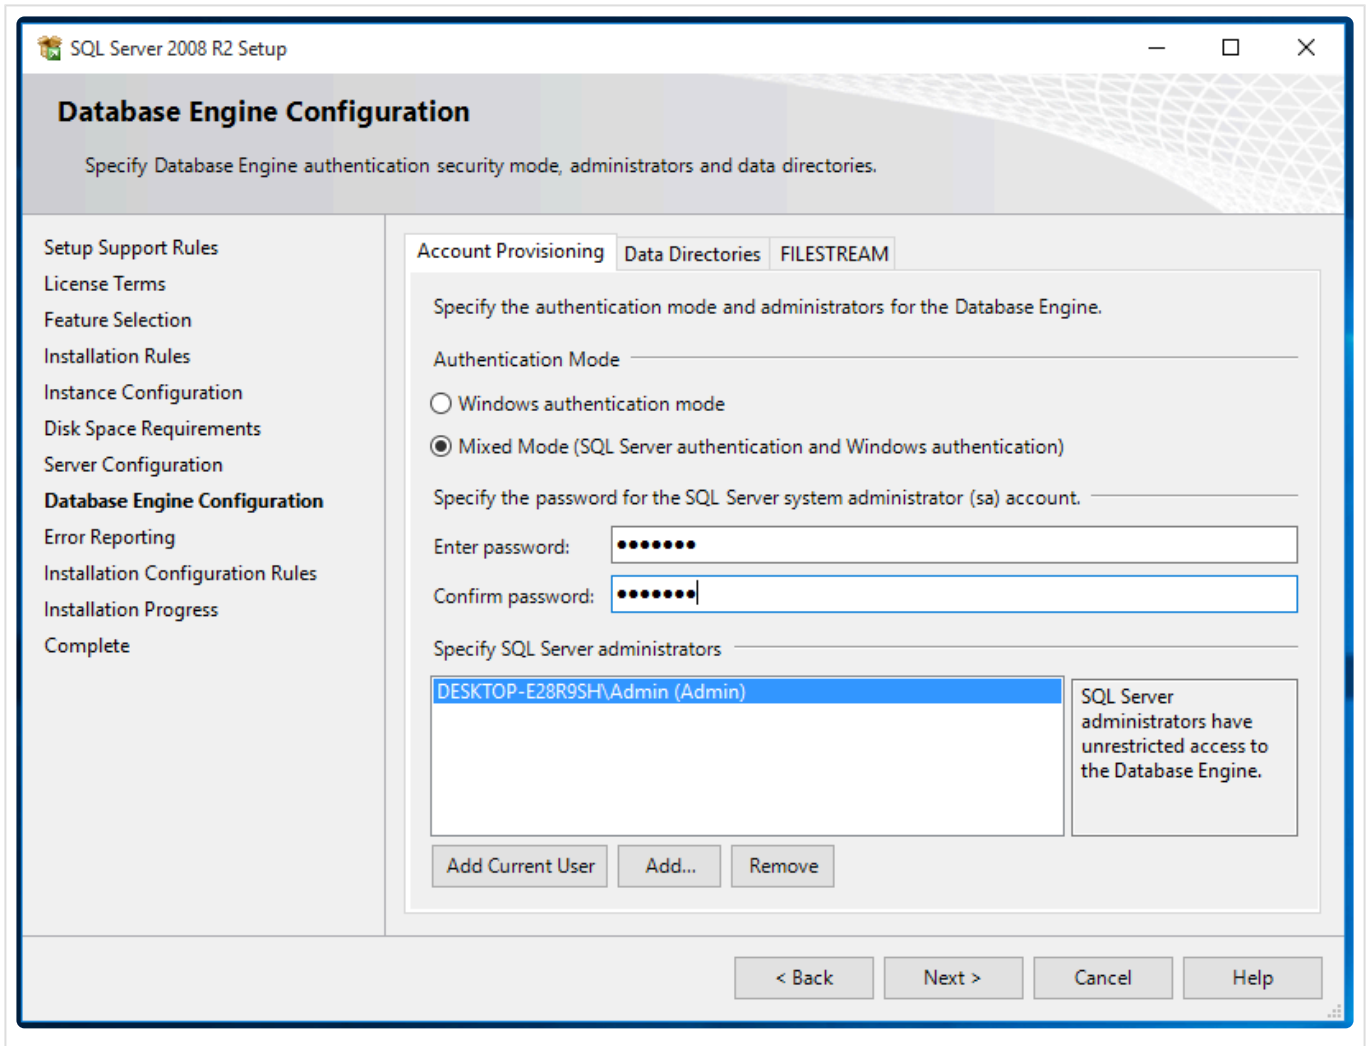 SQL Server 2008 R2 Setup
Database Engine Configuration
Specify Database Engine authentication security mode, administrators and data directories.
Setup Support Rules
License Terms
Feature Selection
Installation Rules
Instance Configuration
Disk Space Requirements
Server Configuration
Database Engine Configuration
Error Reporting
Installation Configuration Rules
Installation Progress
Complete
Account Provisioning
Data Directories
FILESTREAM
Specify the authentication mode and administrators for the Database Engine.
Authentication Mode
Windows authentication mode
Mixed Mode (SQL Server authentication and Windows authentication)
Specify the password for the SQL Server system administrator (sa) account.
Enter password: ●●●●●●●
Confirm password: ●●●●●●●
Specify SQL Server administrators
DESKTOP-E28R9SH\Admin (Admin)
SQL Server
administrators have
unrestricted access to
the Database Engine.
Add Current User
Add...
Remove
< Back
Next >
Cancel
Help